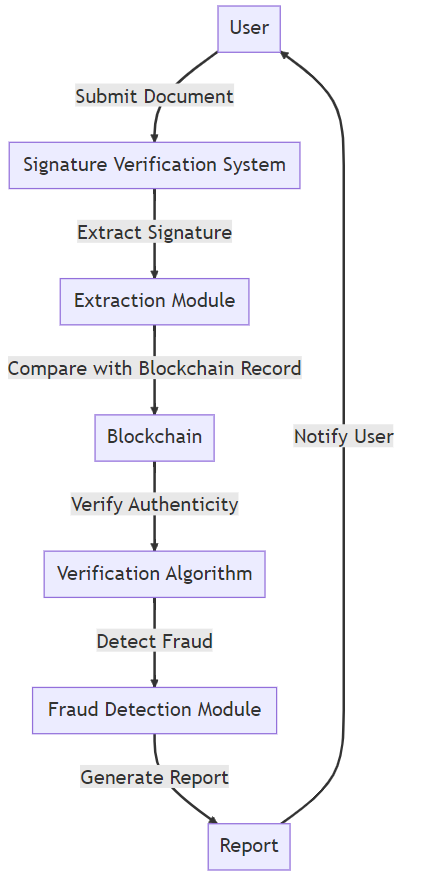 User
Submit Document
Signature Verification System
Extract Signature
Extraction Module
Compare with Blockchain Record
Blockchain
Notify User
Verify Authenticity
Verification Algorithm
Detect Fraud
Fraud Detection Module
Generate Report
Report